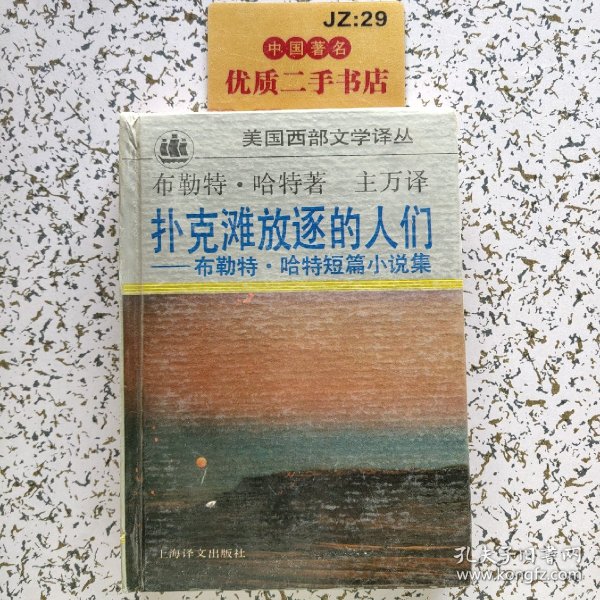 JZ:29
中国著名
优质二手书店
美国西部文学译丛
布勒特·哈特著 主万译
扑克滩放逐的人们
——布勒特·哈特短篇小说集
上海译文出版社
孔夫子旧书网
www.kongfz.com